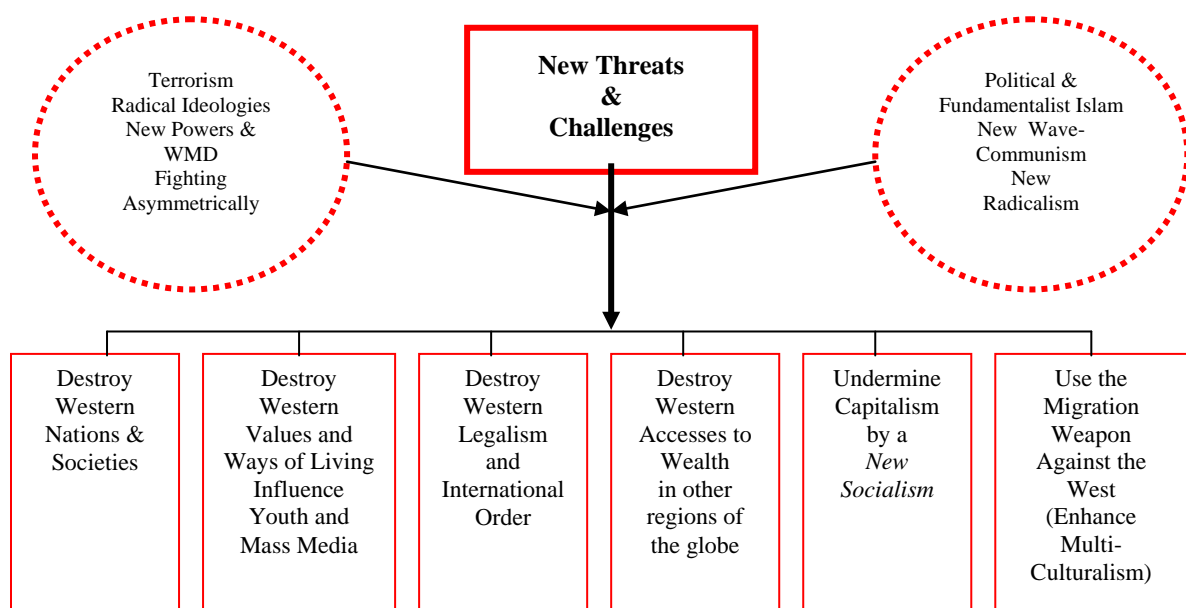 New Threats
&
Challenges
Terrorism
Radical Ideologies
New Powers &
WMD
Fighting
Asymmetrically
Political &
Fundamentalist Islam
New Wave-
Communism
New
Radicalism
Destroy
Western
Nations &
Societies
Destroy
Western
Values and
Ways of Living
Influence
Youth and
Mass Media
Destroy
Western
Legalism
and
International
Order
Destroy
Western
Accesses to
Wealth
in other
regions of
the globe
Undermine
Capitalism
by a
New
Socialism
Use the
Migration
Weapon
Against the
West
(Enhance
Multi-
Culturalism)